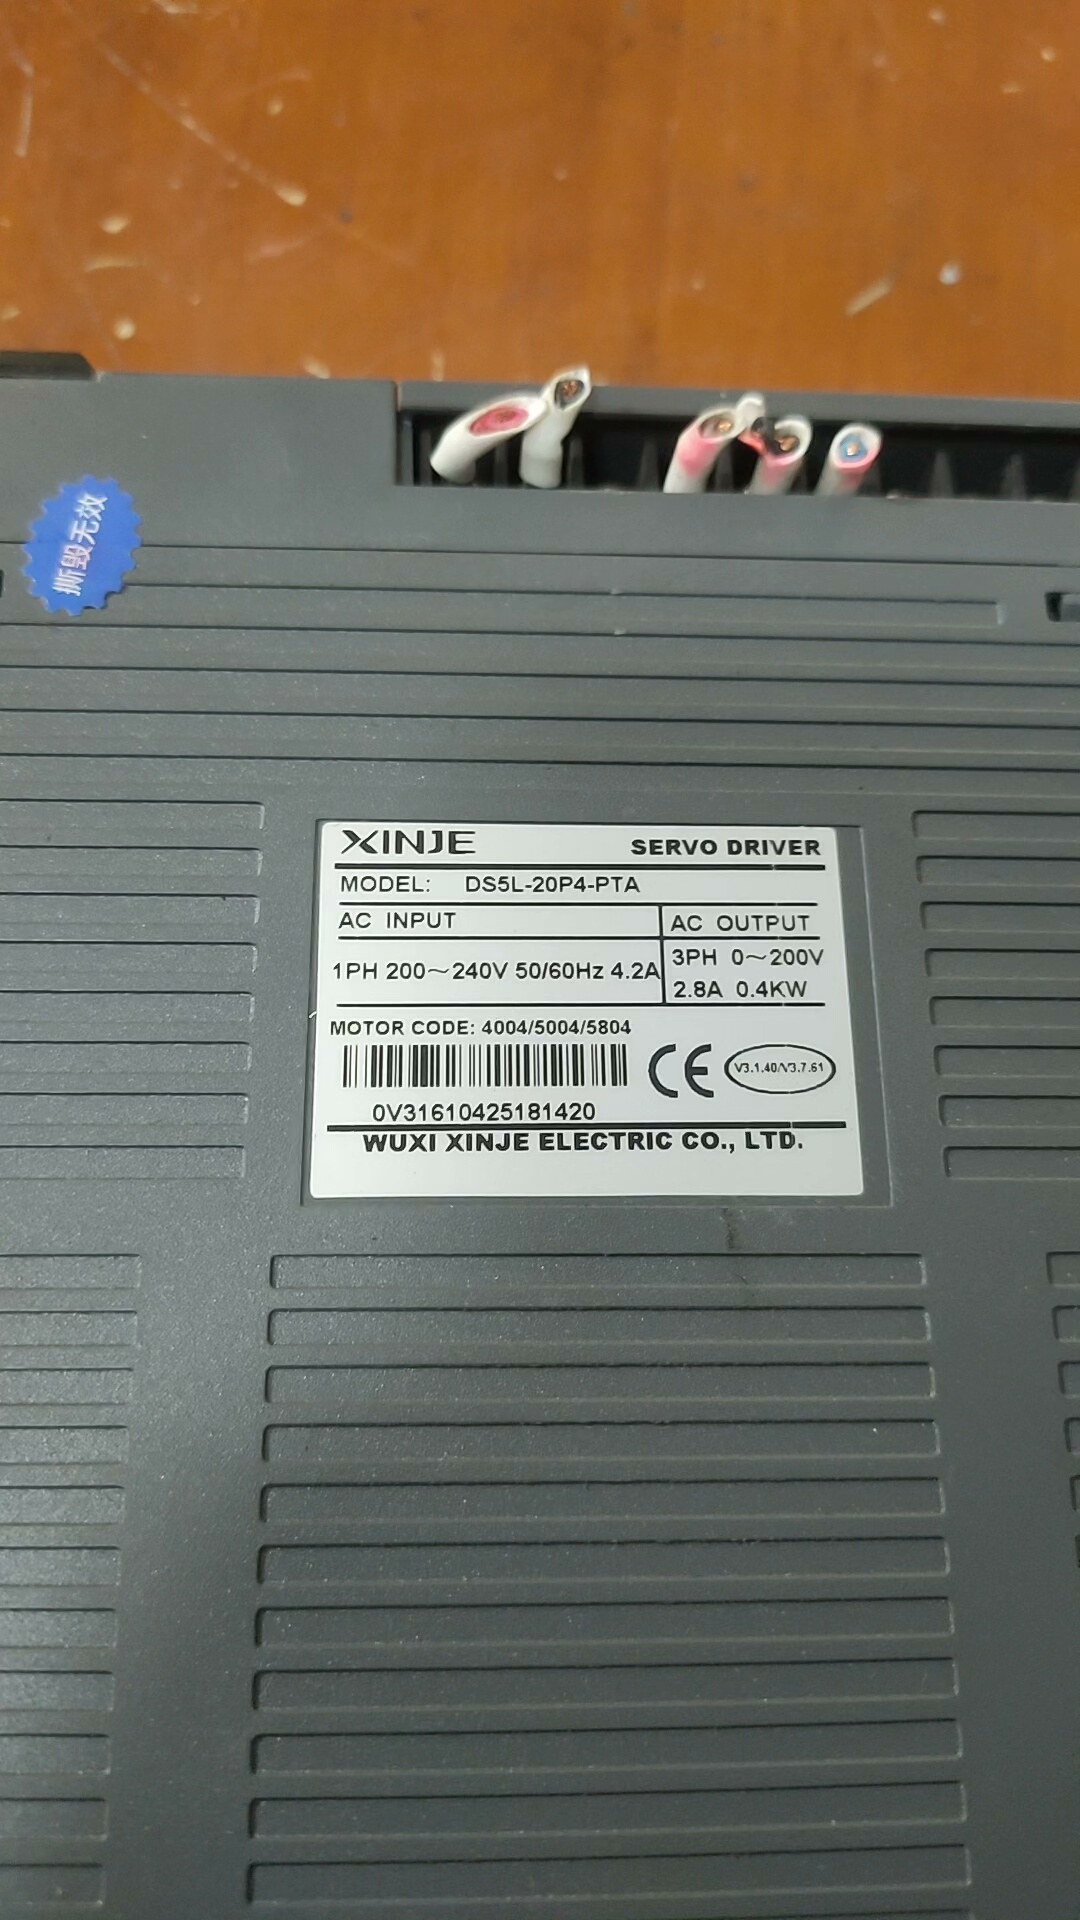 撕毁无效
XINJE SERVO DRIVER
MODEL: DS5L-20P4-PTA
AC INPUT AC OUTPUT
1PH 200～240V 50/60Hz 4.2A 3PH 0～200V
2.8A 0.4KW
MOTOR CODE: 4004/5004/5804
CE V3.1.40/V3.7.61
0V31610425181420
WUXI XINJE ELECTRIC CO., LTD.